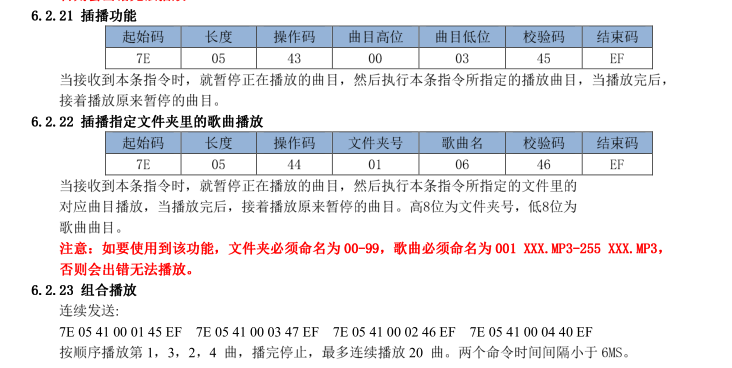 6.2.21 插播功能
起始码 长度 操作码 曲目高位 曲目低位 校验码 结束码
7E 05 43 00 03 45 EF
当接收到本条指令时，就暂停正在播放的曲目，然后执行本条指令所指定的播放曲目，当播放完后，
接着播放原来暂停的曲目。
6.2.22 插播指定文件夹里的歌曲播放
起始码 长度 操作码 文件夹号 歌曲名 校验码 结束码
7E 05 44 01 06 46 EF
当接收到本条指令时，就暂停正在播放的曲目，然后执行本条指令所指定的文件里的
对应曲目播放，当播放完后，接着播放原来暂停的曲目。高8位为文件夹号，低8位为
歌曲曲目。
注意：如要使用到该功能，文件夹必须命名为 00-99，歌曲必须命名为 001 XXX.MP3-255 XXX.MP3，
否则会出错无法播放。
6.2.23 组合播放
连续发送:
7E 05 41 00 01 45 EF 7E 05 41 00 03 47 EF 7E 05 41 00 02 46 EF 7E 05 41 00 04 40 EF
按顺序播放第 1，3，2，4 曲，播完停止，最多连续播放 20 曲。两个命令时间间隔小于 6MS。